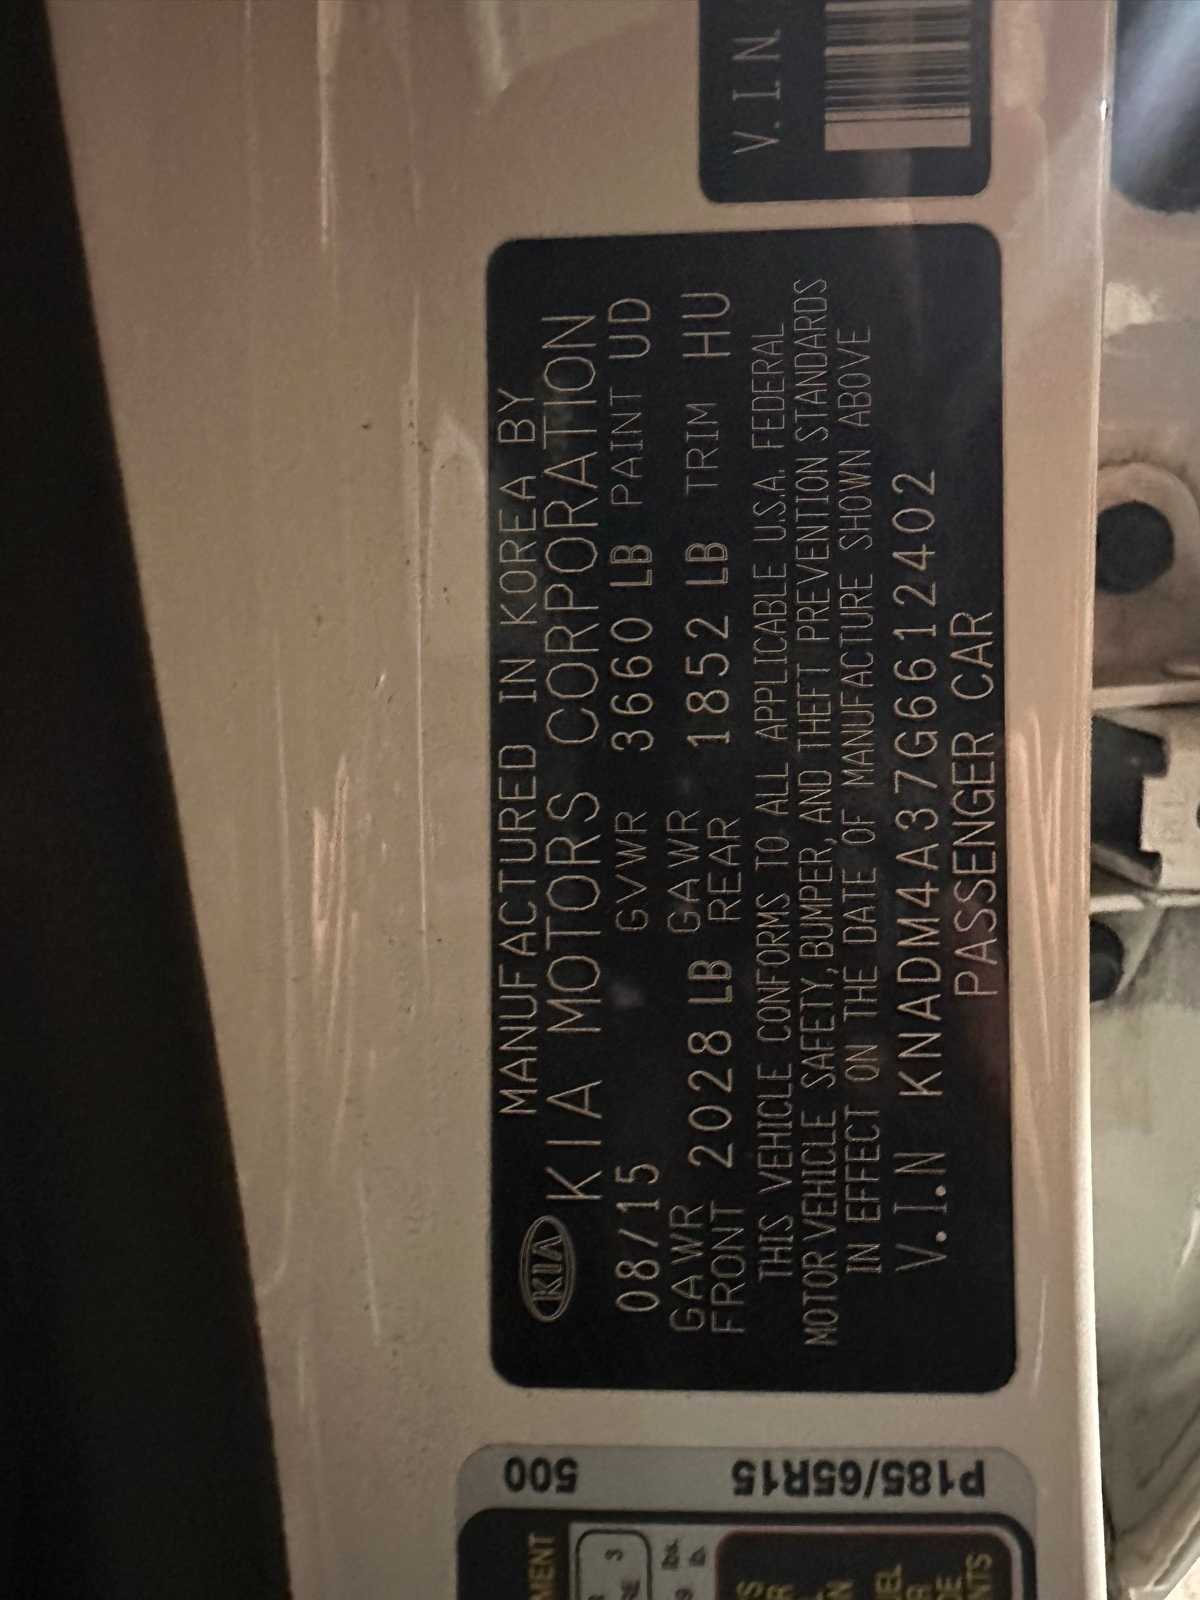 V.I.N.
KIA
MANUFACTURED IN KOREA BY
KIA MOTORS CORPORATION
08/15 GVWR 3660 LB PAINT UD
GAWR FRONT 2028 LB GAWR REAR 1852 LB TRIM HU
THIS VEHICLE CONFORMS TO ALL APPLICABLE U.S.A. FEDERAL
MOTOR VEHICLE SAFETY, BUMPER, AND THEFT PREVENTION STANDARDS
IN EFFECT ON THE DATE OF MANUFACTURE SHOWN ABOVE
V.I.N KNADM4A37G6612402
PASSENGER CAR
500
P185/65R15